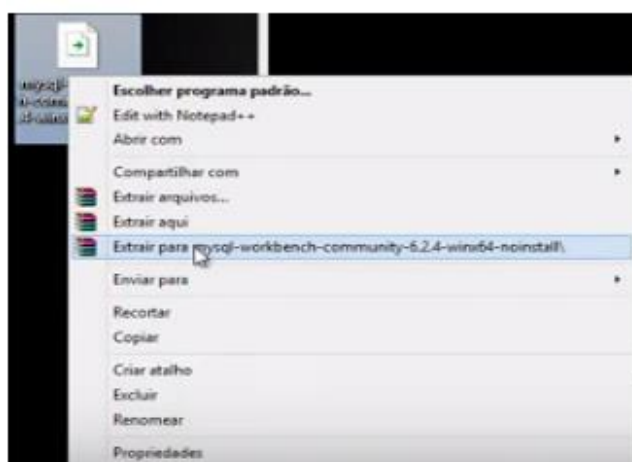 Escolher programa padrão...
Edit with Notepad++
Abrir com
Compartilhar com
Extrair arquivos...
Extrair aqui
Extrair para mysql-workbench-community-6.2.4-winx64-noinstall\
Enviar para
Recortar
Copiar
Criar atalho
Excluir
Renomear
Propriedades